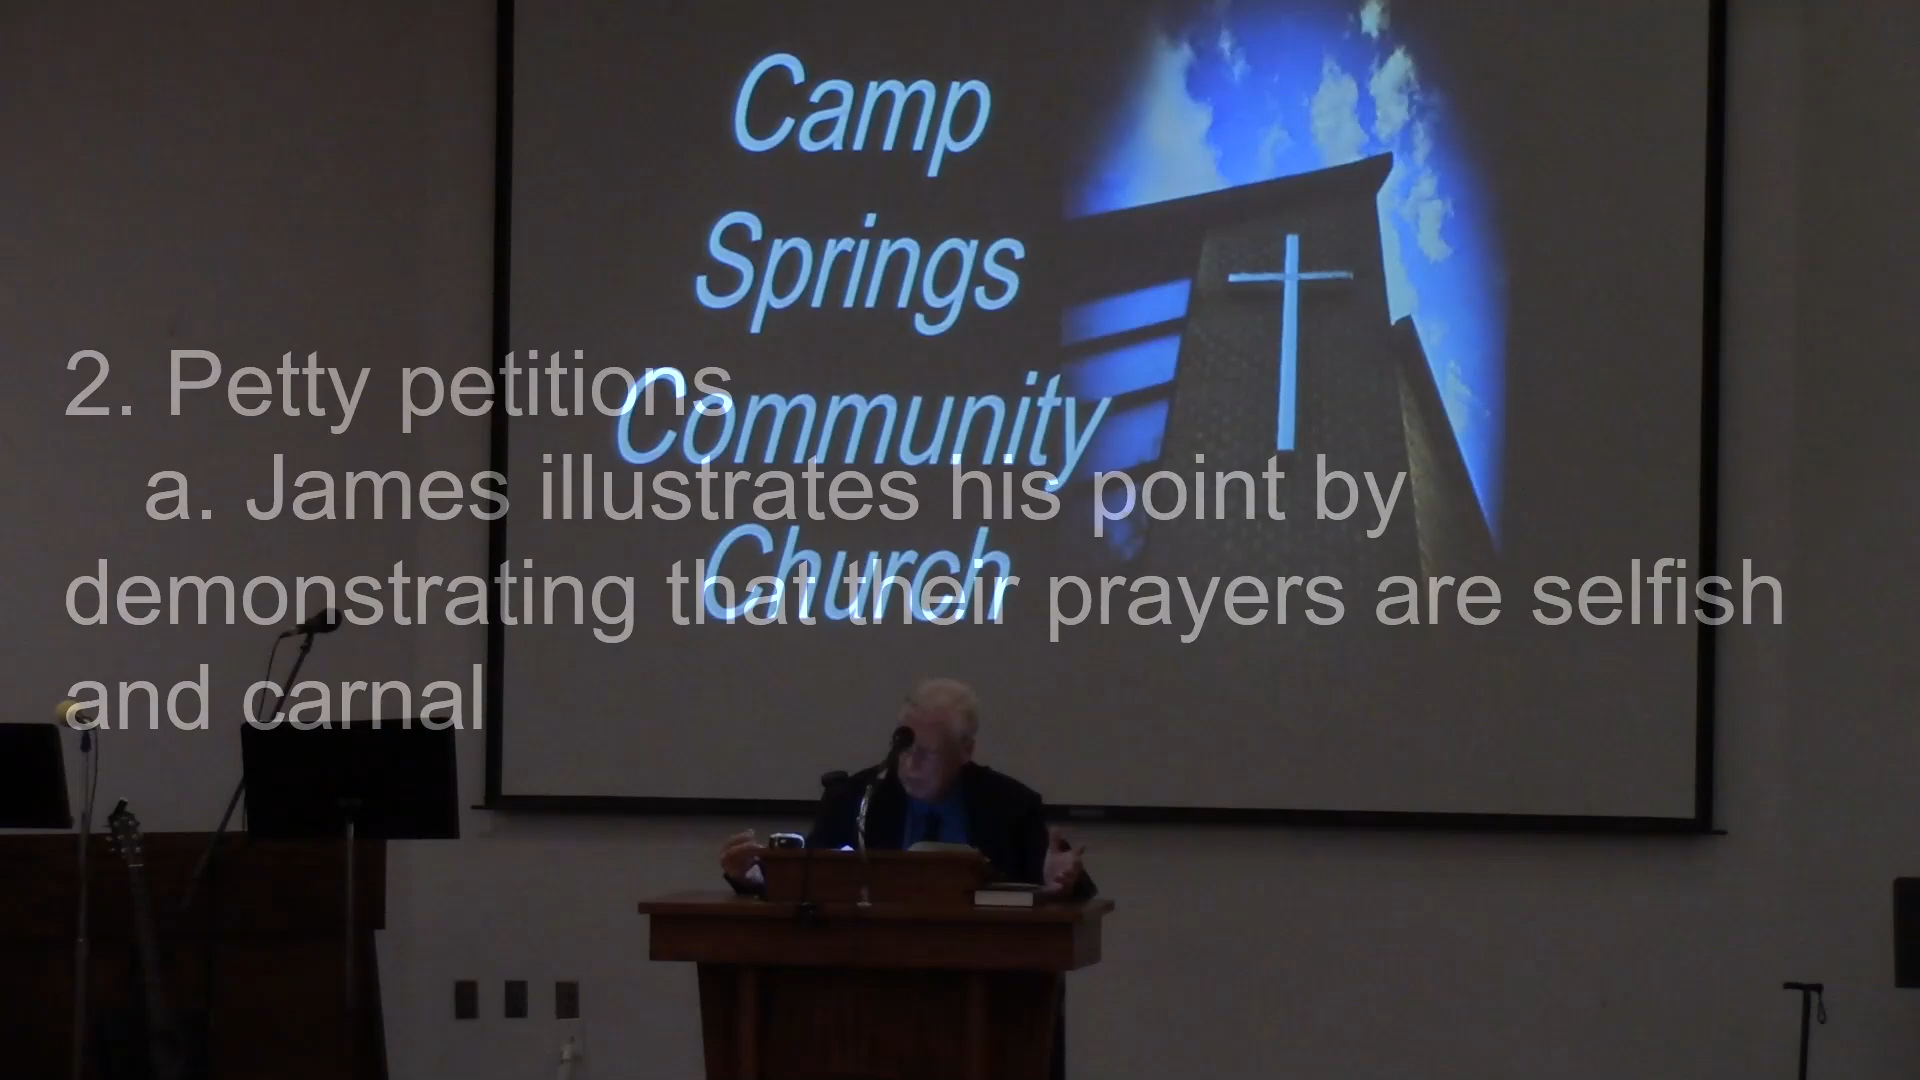 Camp
Springs
Community
Church
2. Petty petitions
a. James illustrates his point by
demonstrating that their prayers are selfish
and carnal